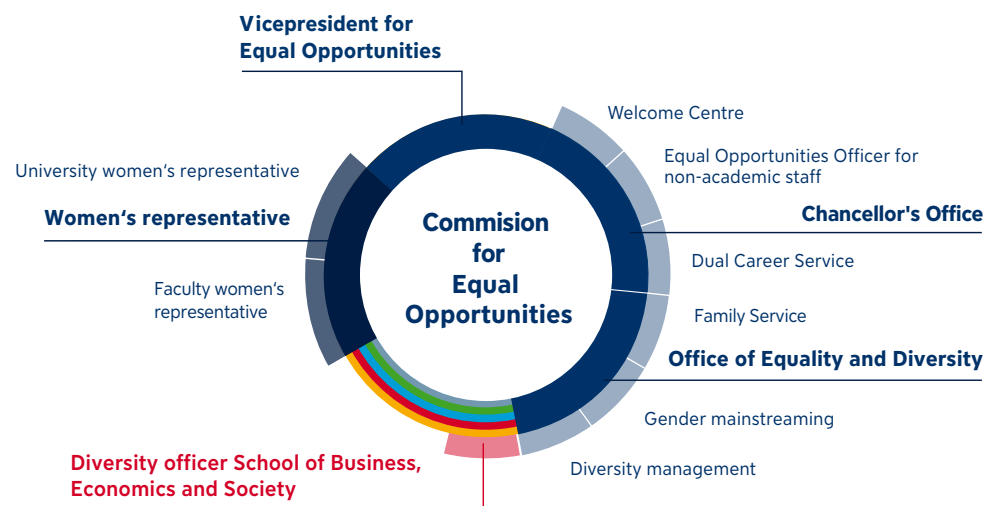 Vicepresident for
Equal Opportunities
Welcome Centre
Equal Opportunities Officer for
non-academic staff
University women‘s representative
Women‘s representative
Chancellor's Office
Commision
for
Equal
Opportunities
Dual Career Service
Faculty women‘s
representative
Family Service
Office of Equality and Diversity
Gender mainstreaming
Diversity management
Diversity officer School of Business,
Economics and Society